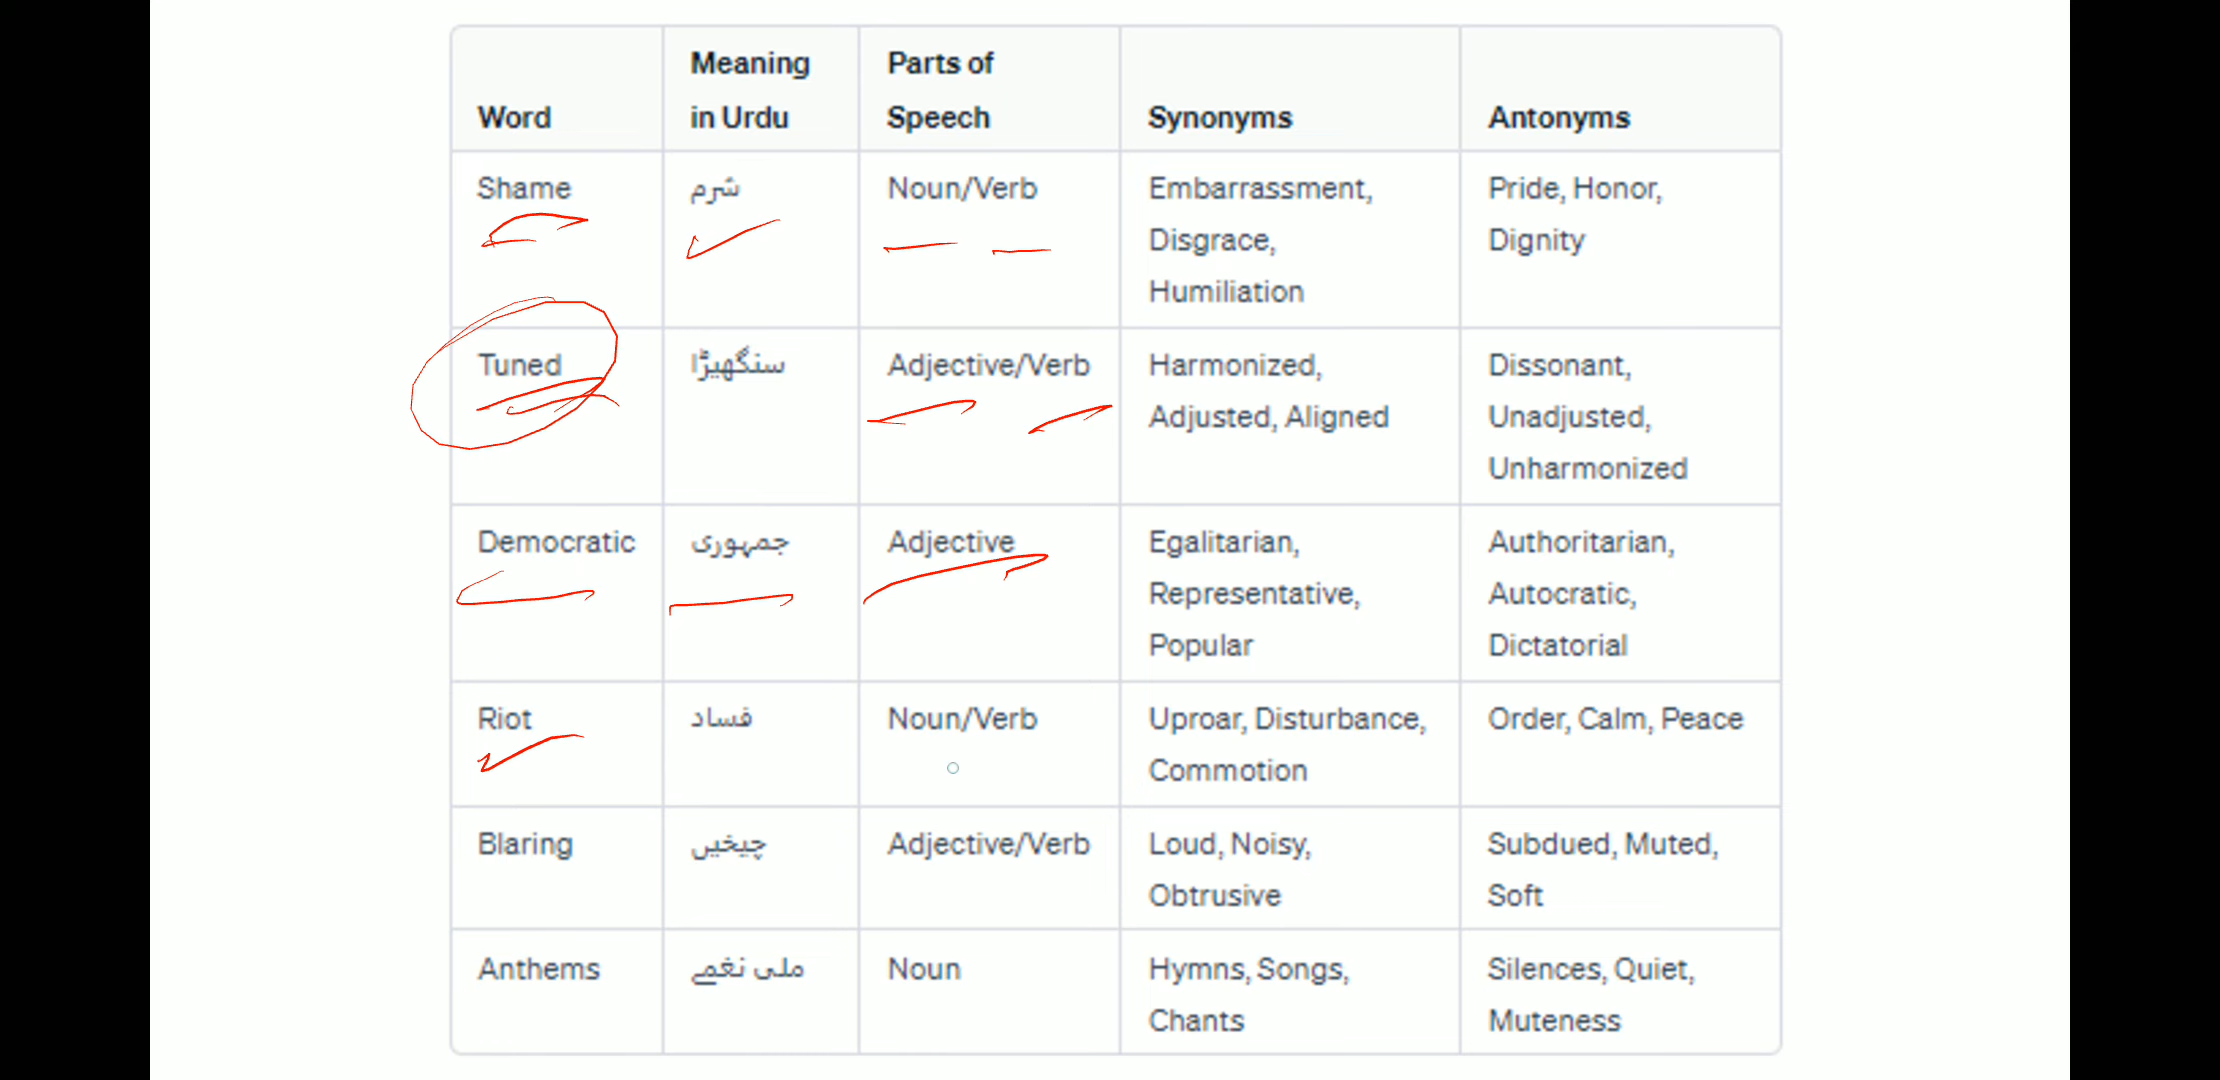 Word
Meaning
in Urdu
Parts of
Speech
Synonyms
Antonyms
Shame
شرم
Noun/Verb
Embarrassment,
Disgrace,
Humiliation
Pride, Honor,
Dignity
Tuned
سنگھیڑا
Adjective/Verb
Harmonized,
Adjusted, Aligned
Dissonant,
Unadjusted,
Unharmonized
Democratic
جمہوری
Adjective
Egalitarian,
Representative,
Popular
Authoritarian,
Autocratic,
Dictatorial
Riot
فساد
Noun/Verb
Uproar, Disturbance,
Commotion
Order, Calm, Peace
Blaring
چیخیں
Adjective/Verb
Loud, Noisy,
Obtrusive
Subdued, Muted,
Soft
Anthems
ملی نغمے
Noun
Hymns, Songs,
Chants
Silences, Quiet,
Muteness